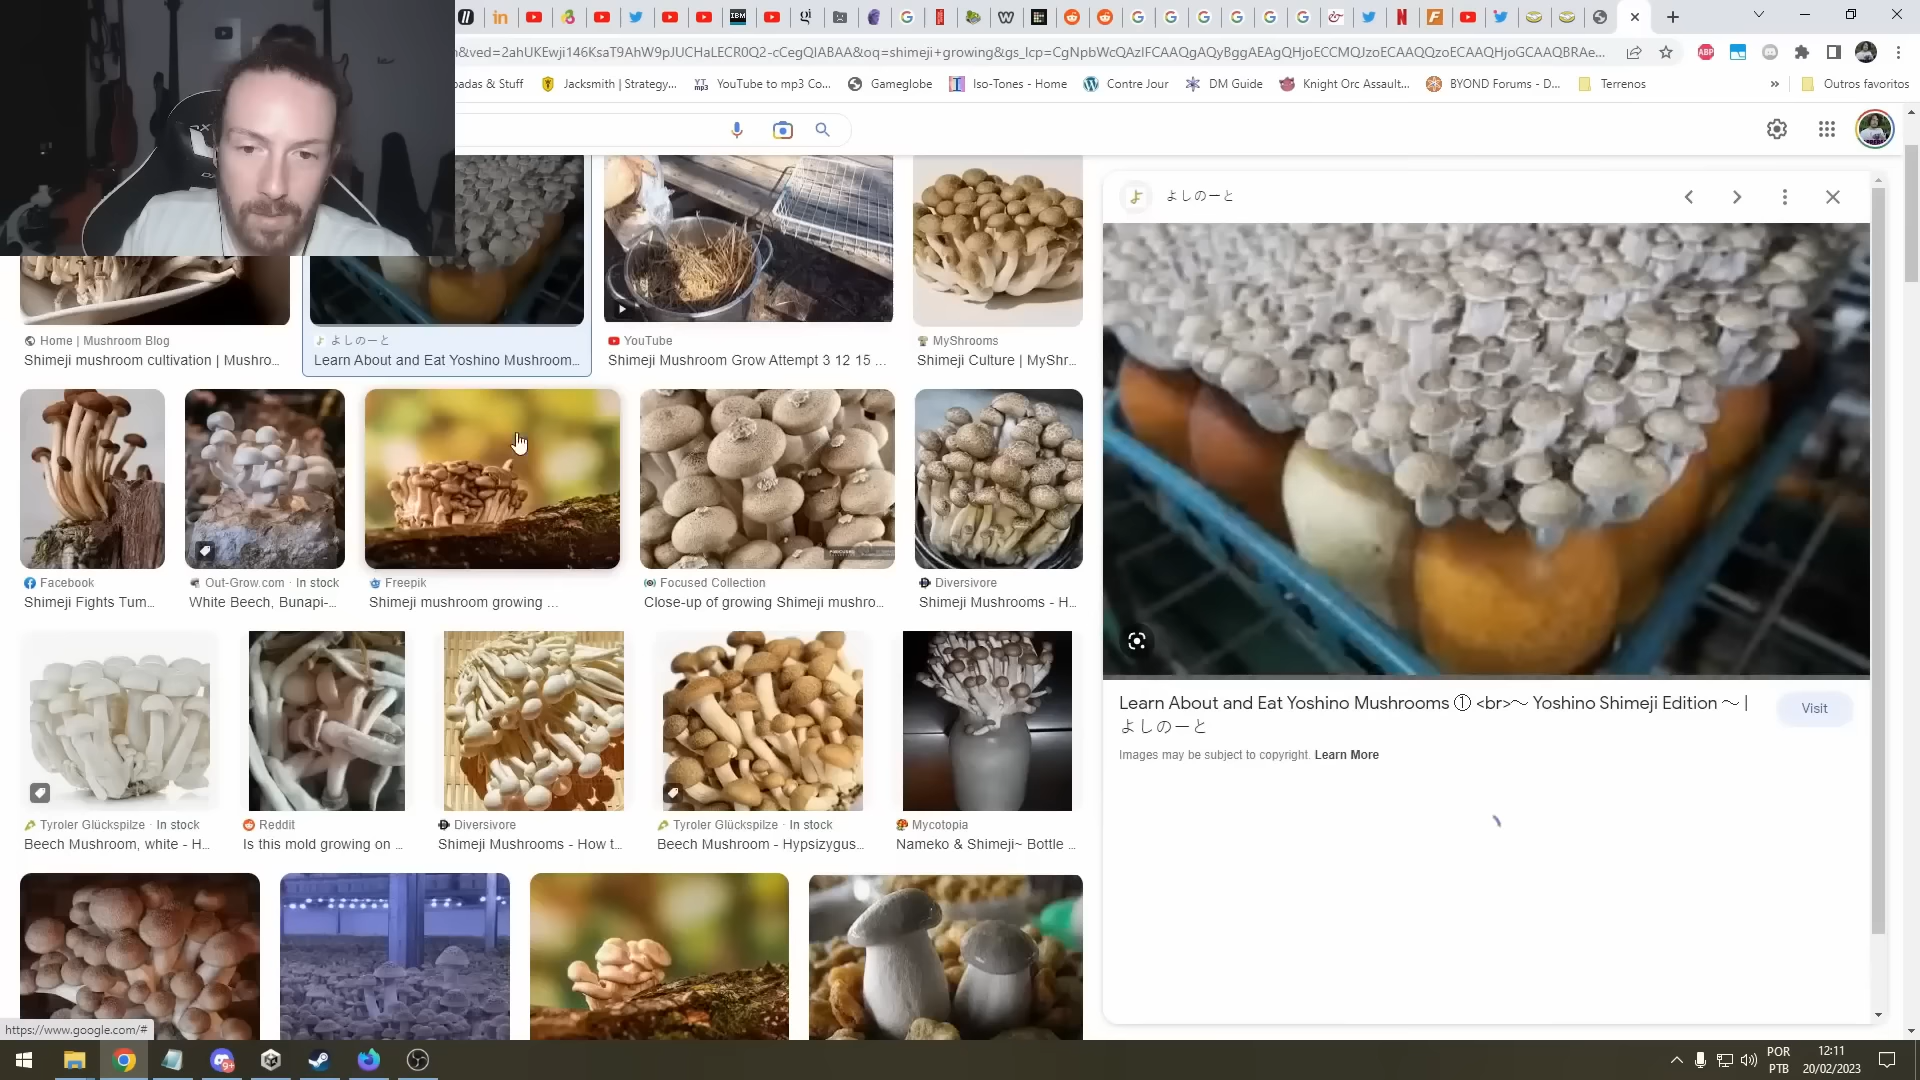 n&ved=2ahUKEwji146KsaT9AhW9pJUCHaLECR0Q2-cCegQIABAA&oq=shimeji+growing&gs_lcp=CgNpbWcQAzIFCAAQgAQyBggAEAgQHjoECCMQJzoECAAQQzoECAAQHjoGCAAQBRAe...
padas & Stuff
Jacksmith | Strategy...
YouTube to mp3 Co...
Gameglobe
Iso-Tones - Home
Contre Jour
DM Guide
Knight Orc Assault...
BYOND Forums - D...
Terrenos
»
Outros favoritos
よしのーと
Home | Mushroom Blog
Shimeji mushroom cultivation | Mushro...
よしのーと
Learn About and Eat Yoshino Mushroom...
YouTube
Shimeji Mushroom Grow Attempt 3 12 15 ...
MyShrooms
Shimeji Culture | MyShr...
Facebook
Shimeji Fights Tum...
Out-Grow.com · In stock
White Beech, Bunapi-...
Freepik
Shimeji mushroom growing ...
Focused Collection
Close-up of growing Shimeji mushro...
Diversivore
Shimeji Mushrooms - H...
Learn About and Eat Yoshino Mushrooms ① <br>～ Yoshino Shimeji Edition ～ |
よしのーと
Visit
Images may be subject to copyright. Learn More
Tyroler Glückspilze · In stock
Beech Mushroom, white - H...
Reddit
Is this mold growing on ...
Diversivore
Shimeji Mushrooms - How t...
Tyroler Glückspilze · In stock
Beech Mushroom - Hypsizygus...
Mycotopia
Nameko & Shimeji~ Bottle ...
https://www.google.com/#
9+
POR
PTB
12:11
20/02/2023